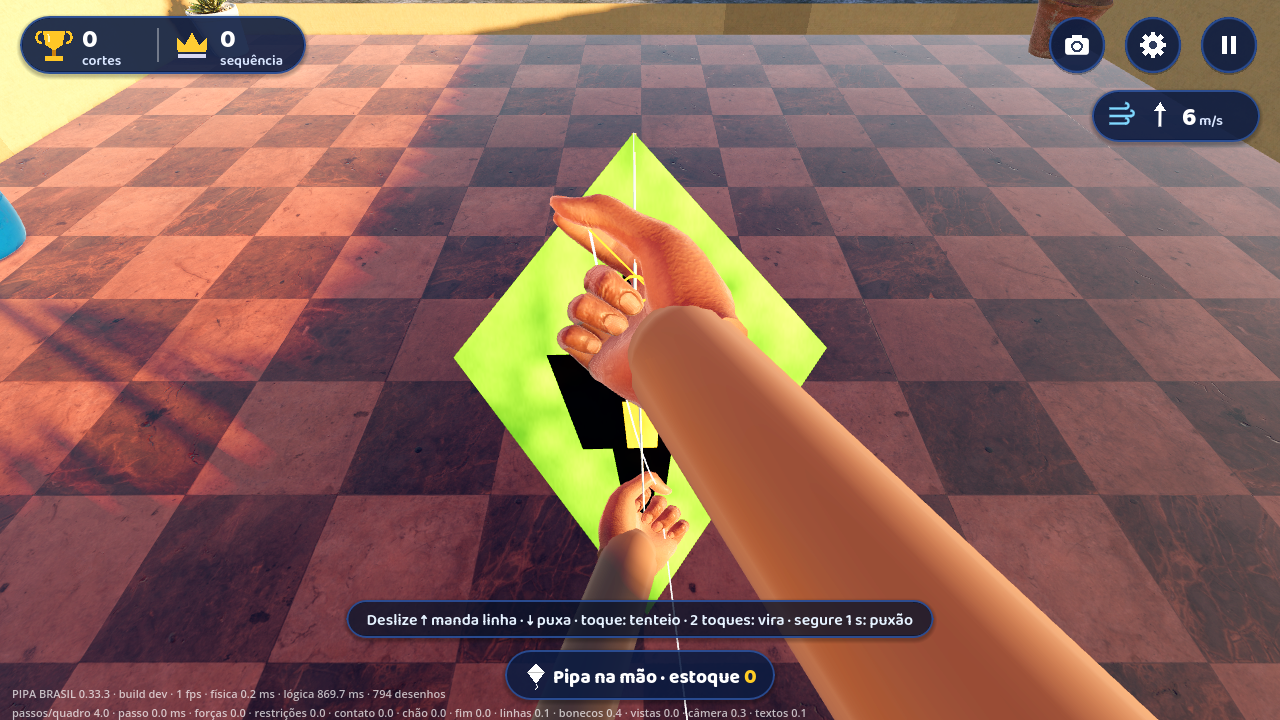 0
cortes
0
sequência
6 m/s
Deslize ↑ manda linha · ↓ puxa · toque: tenteio · 2 toques: vira · segure 1 s: puxão
Pipa na mão · estoque 0
PIPA BRASIL 0.33.3 · build dev · 1 fps · física 0.2 ms · lógica 869.7 ms · 794 desenhos
passos/quadro 4.0 · passo 0.0 ms · forças 0.0 · restrições 0.0 · contato 0.0 · chão 0.0 · fim 0.0 · linhas 0.1 · bonecos 0.4 · vistas 0.0 · câmera 0.3 · textos 0.1